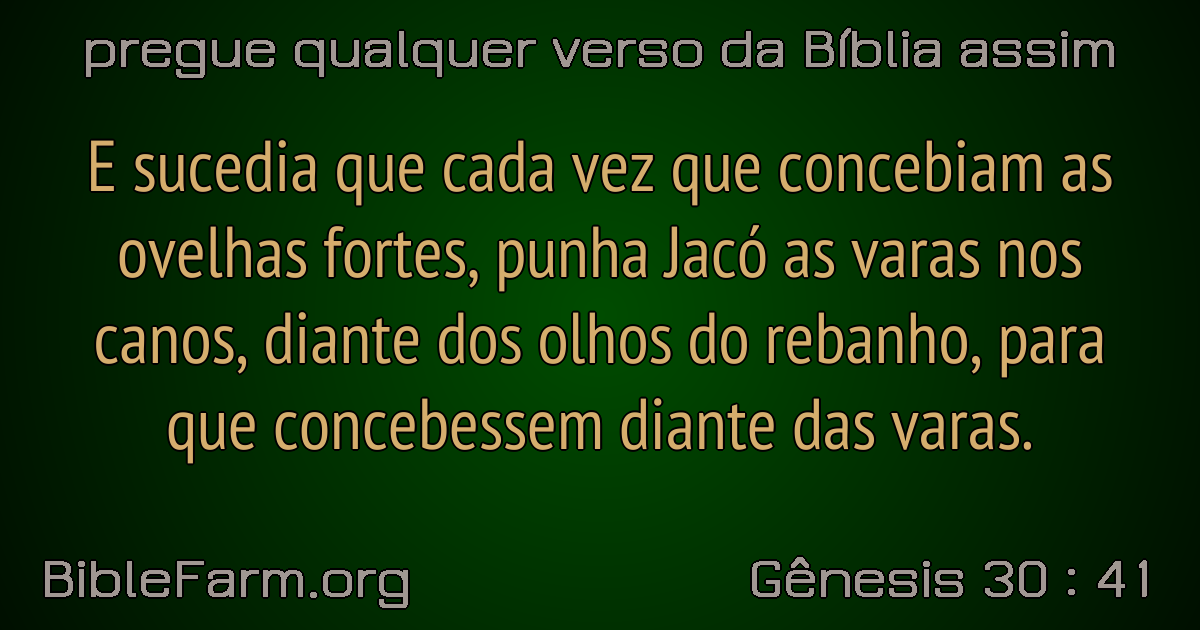 pregue qualquer verso da Bíblia assim
E sucedia que cada vez que concebiam as
ovelhas fortes, punha Jacó as varas nos
canos, diante dos olhos do rebanho, para
que concebessem diante das varas.
BibleFarm.org
Gênesis 30 : 41